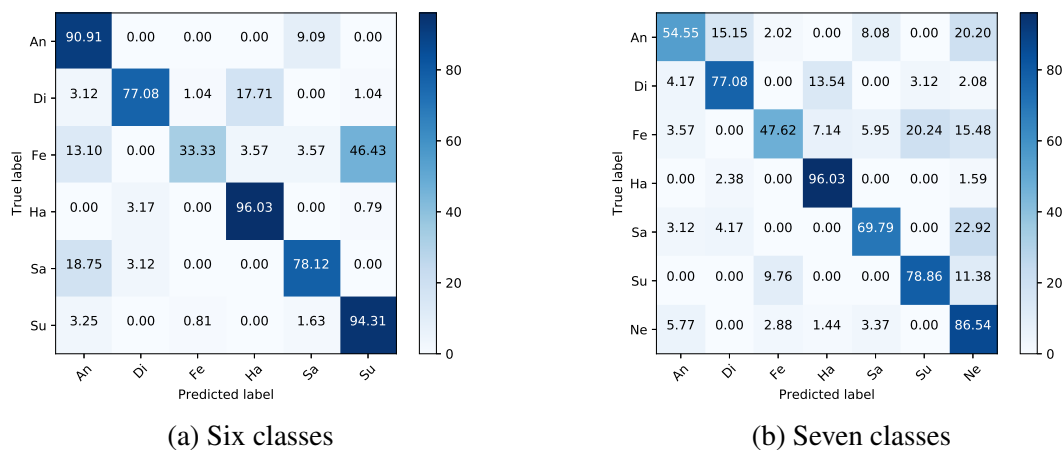 An 90.91 0.00 0.00 0.00 9.09 0.00
Di 3.12 77.08 1.04 17.71 0.00 1.04
Fe 13.10 0.00 33.33 3.57 3.57 46.43
Ha 0.00 3.17 0.00 96.03 0.00 0.79
Sa 18.75 3.12 0.00 0.00 78.12 0.00
Su 3.25 0.00 0.81 0.00 1.63 94.31
An Di Fe Ha Sa Su
True label
Predicted label
80
60
40
20
0
(a) Six classes
An 54.55 15.15 2.02 0.00 8.08 0.00 20.20
Di 4.17 77.08 0.00 13.54 0.00 3.12 2.08
Fe 3.57 0.00 47.62 7.14 5.95 20.24 15.48
Ha 0.00 2.38 0.00 96.03 0.00 0.00 1.59
Sa 3.12 4.17 0.00 0.00 69.79 0.00 22.92
Su 0.00 0.00 9.76 0.00 0.00 78.86 11.38
Ne 5.77 0.00 2.88 1.44 3.37 0.00 86.54
An Di Fe Ha Sa Su Ne
True label
Predicted label
80
60
40
20
0
(b) Seven classes